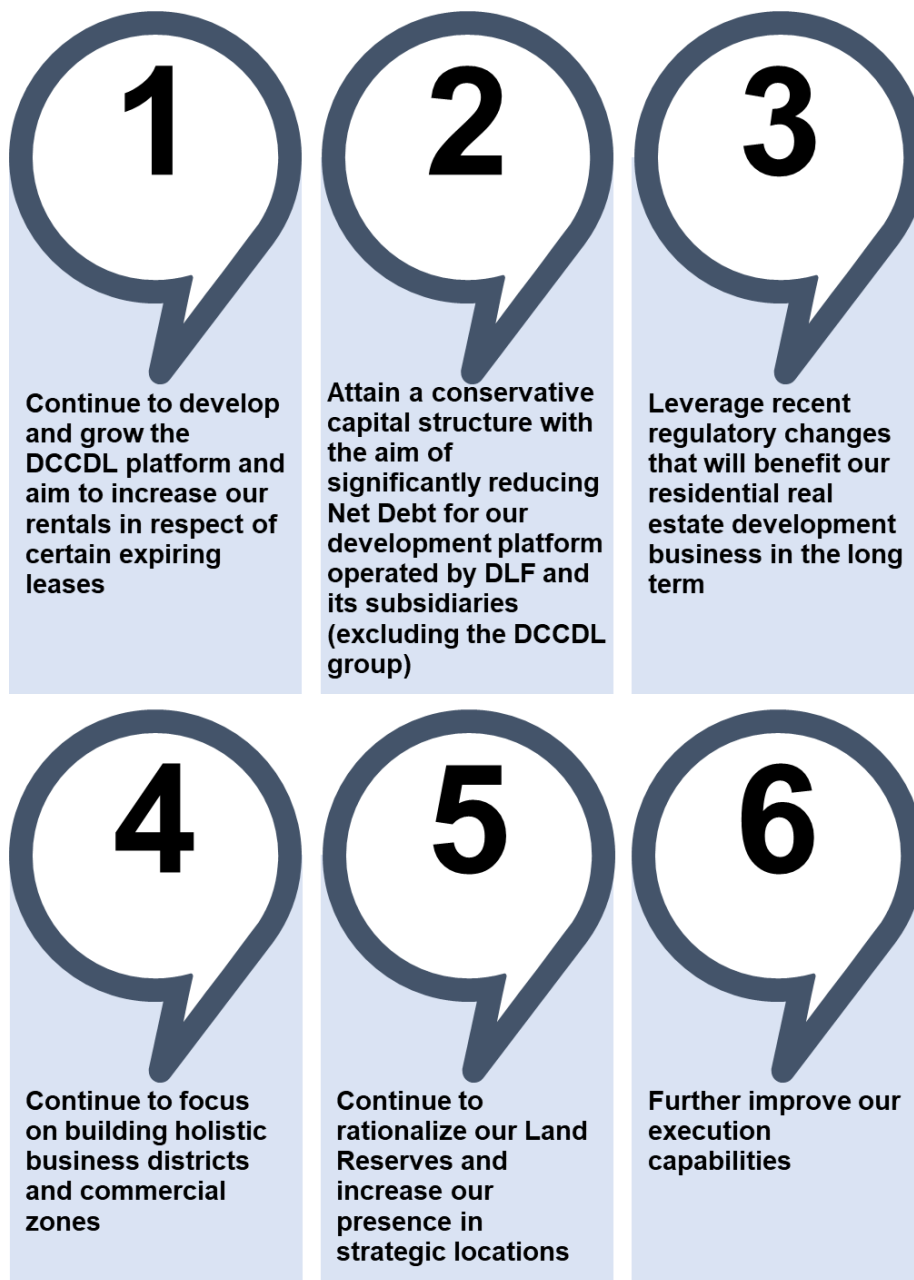 1
Continue to develop
and grow the
DCCDL platform and
aim to increase our
rentals in respect of
certain expiring
leases
2
Attain a conservative
capital structure with
the aim of
significantly reducing
Net Debt for our
development platform
operated by DLF and
its subsidiaries
(excluding the DCCDL
group)
3
Leverage recent
regulatory changes
that will benefit our
residential real
estate development
business in the long
term
4
Continue to focus
on building holistic
business districts
and commercial
zones
5
Continue to
rationalize our Land
Reserves and
increase our
presence in
strategic locations
6
Further improve our
execution
capabilities